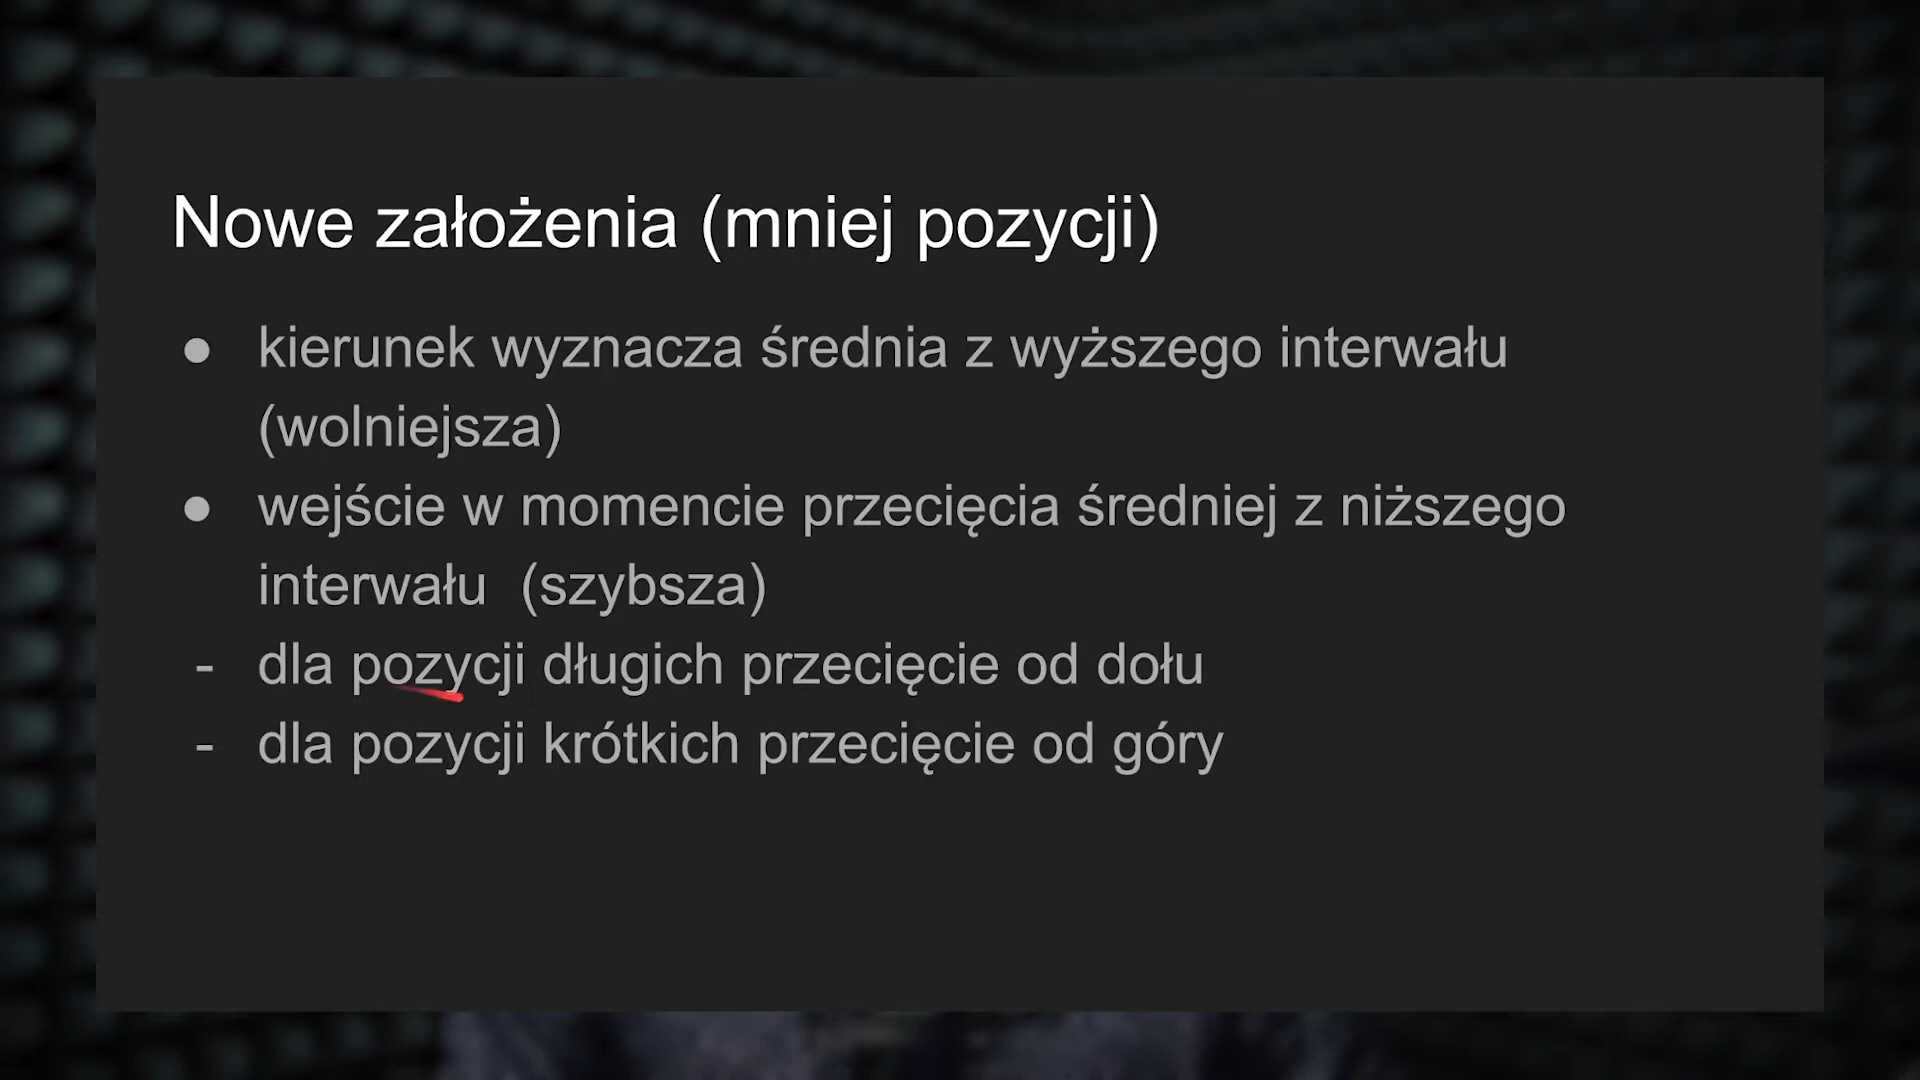 Nowe założenia (mniej pozycji)
● kierunek wyznacza średnia z wyższego interwału
(wolniejsza)
● wejście w momencie przecięcia średniej z niższego
interwału  (szybsza)
- dla pozycji długich przecięcie od dołu
- dla pozycji krótkich przecięcie od góry